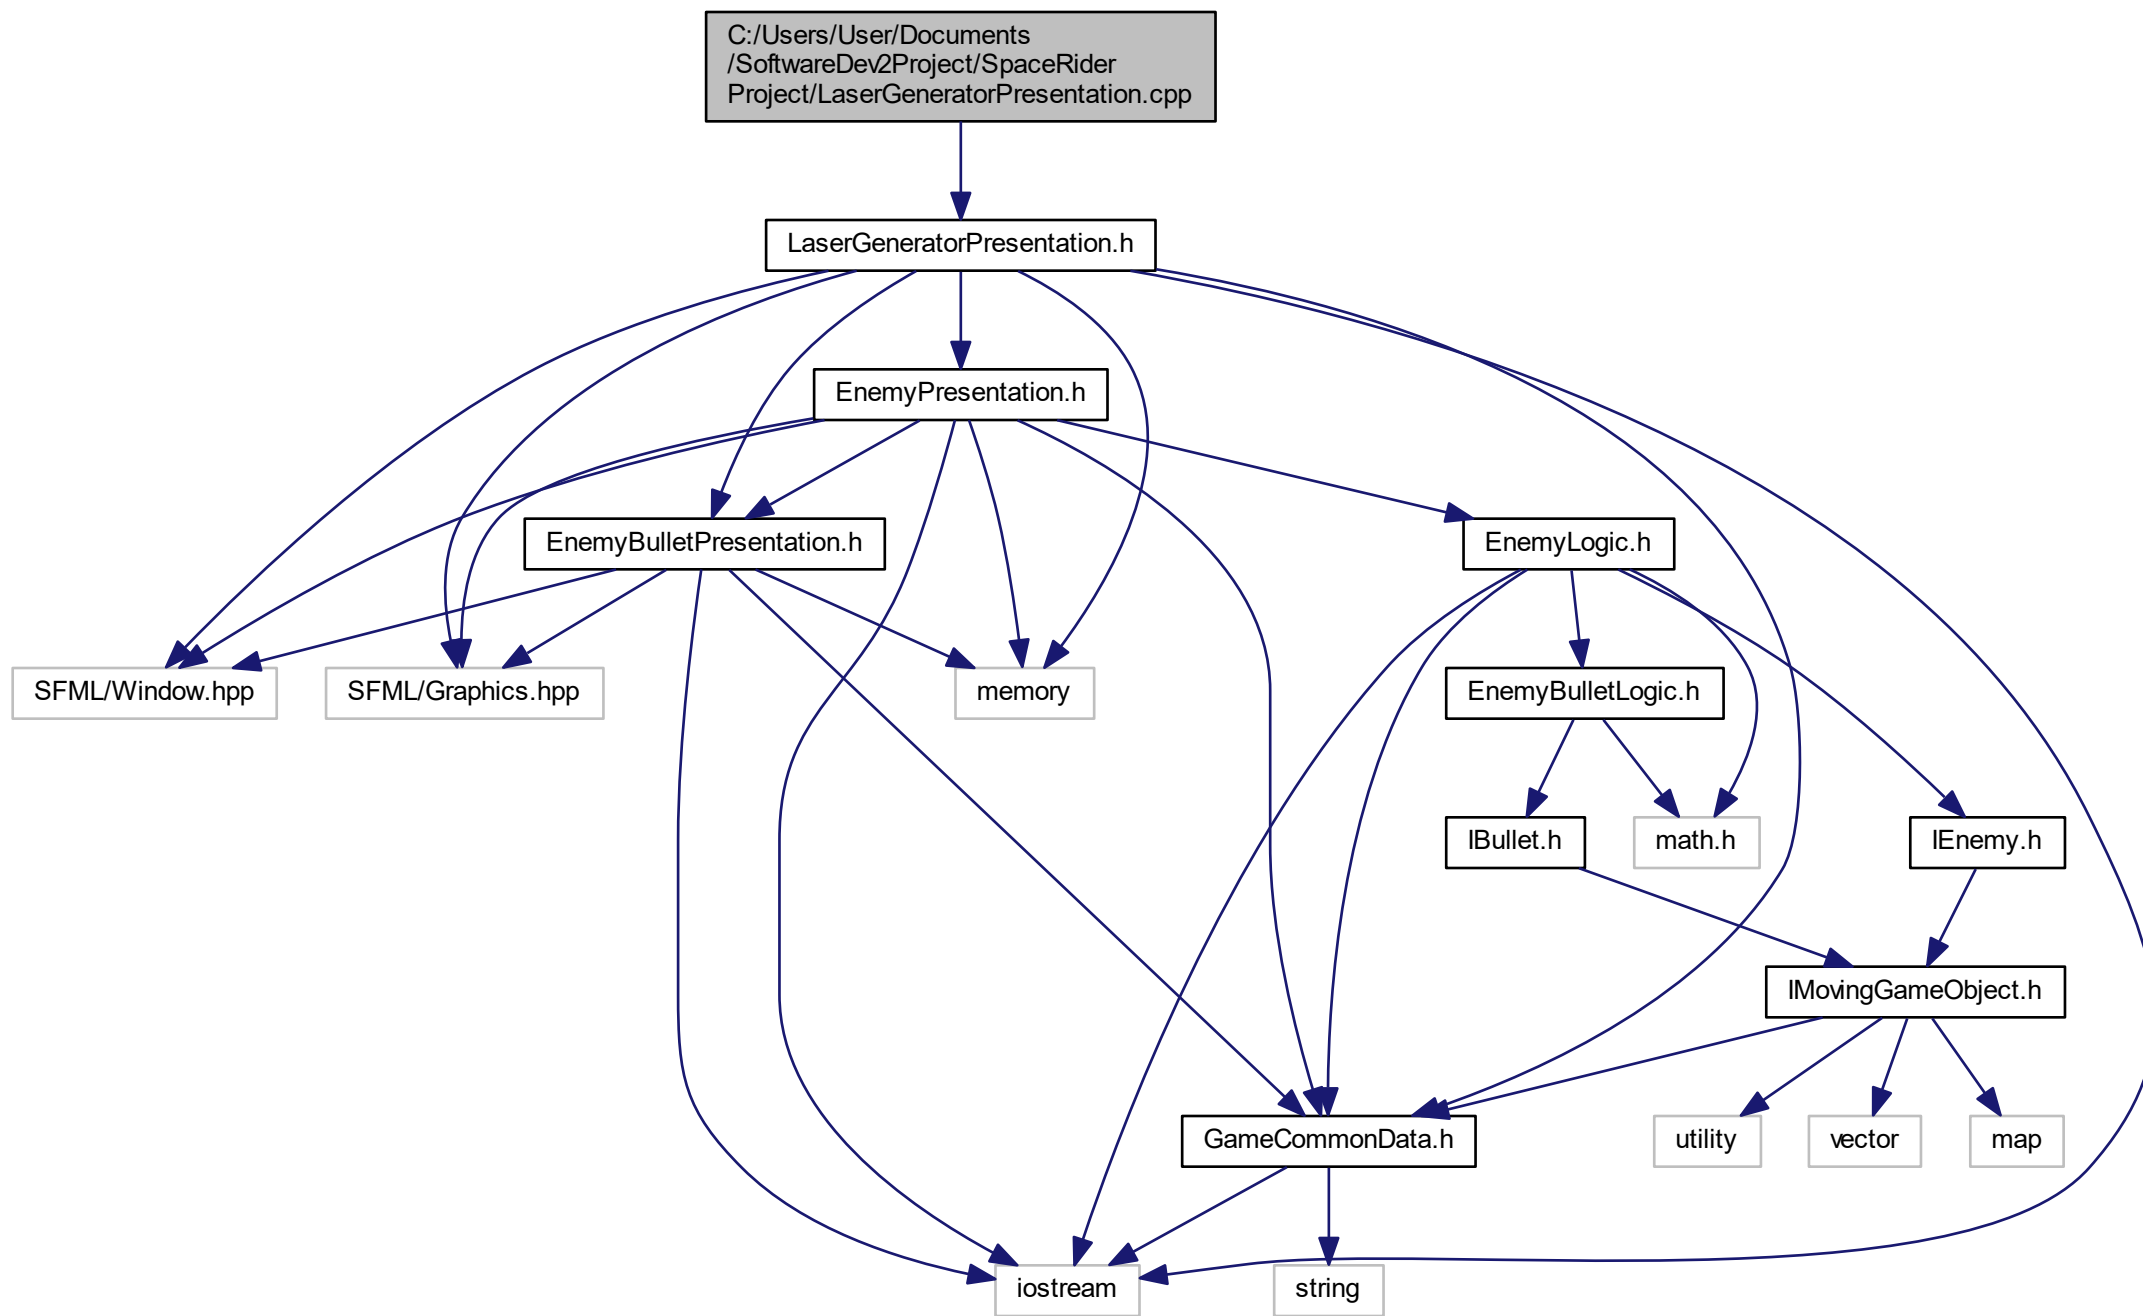 C:/Users/User/Documents
/SoftwareDev2Project/SpaceRider
Project/LaserGeneratorPresentation.cpp
LaserGeneratorPresentation.h
EnemyPresentation.h
EnemyBulletPresentation.h
EnemyLogic.h
SFML/Window.hpp
SFML/Graphics.hpp
memory
EnemyBulletLogic.h
IBullet.h
math.h
IEnemy.h
IMovingGameObject.h
GameCommonData.h
utility
vector
map
iostream
string